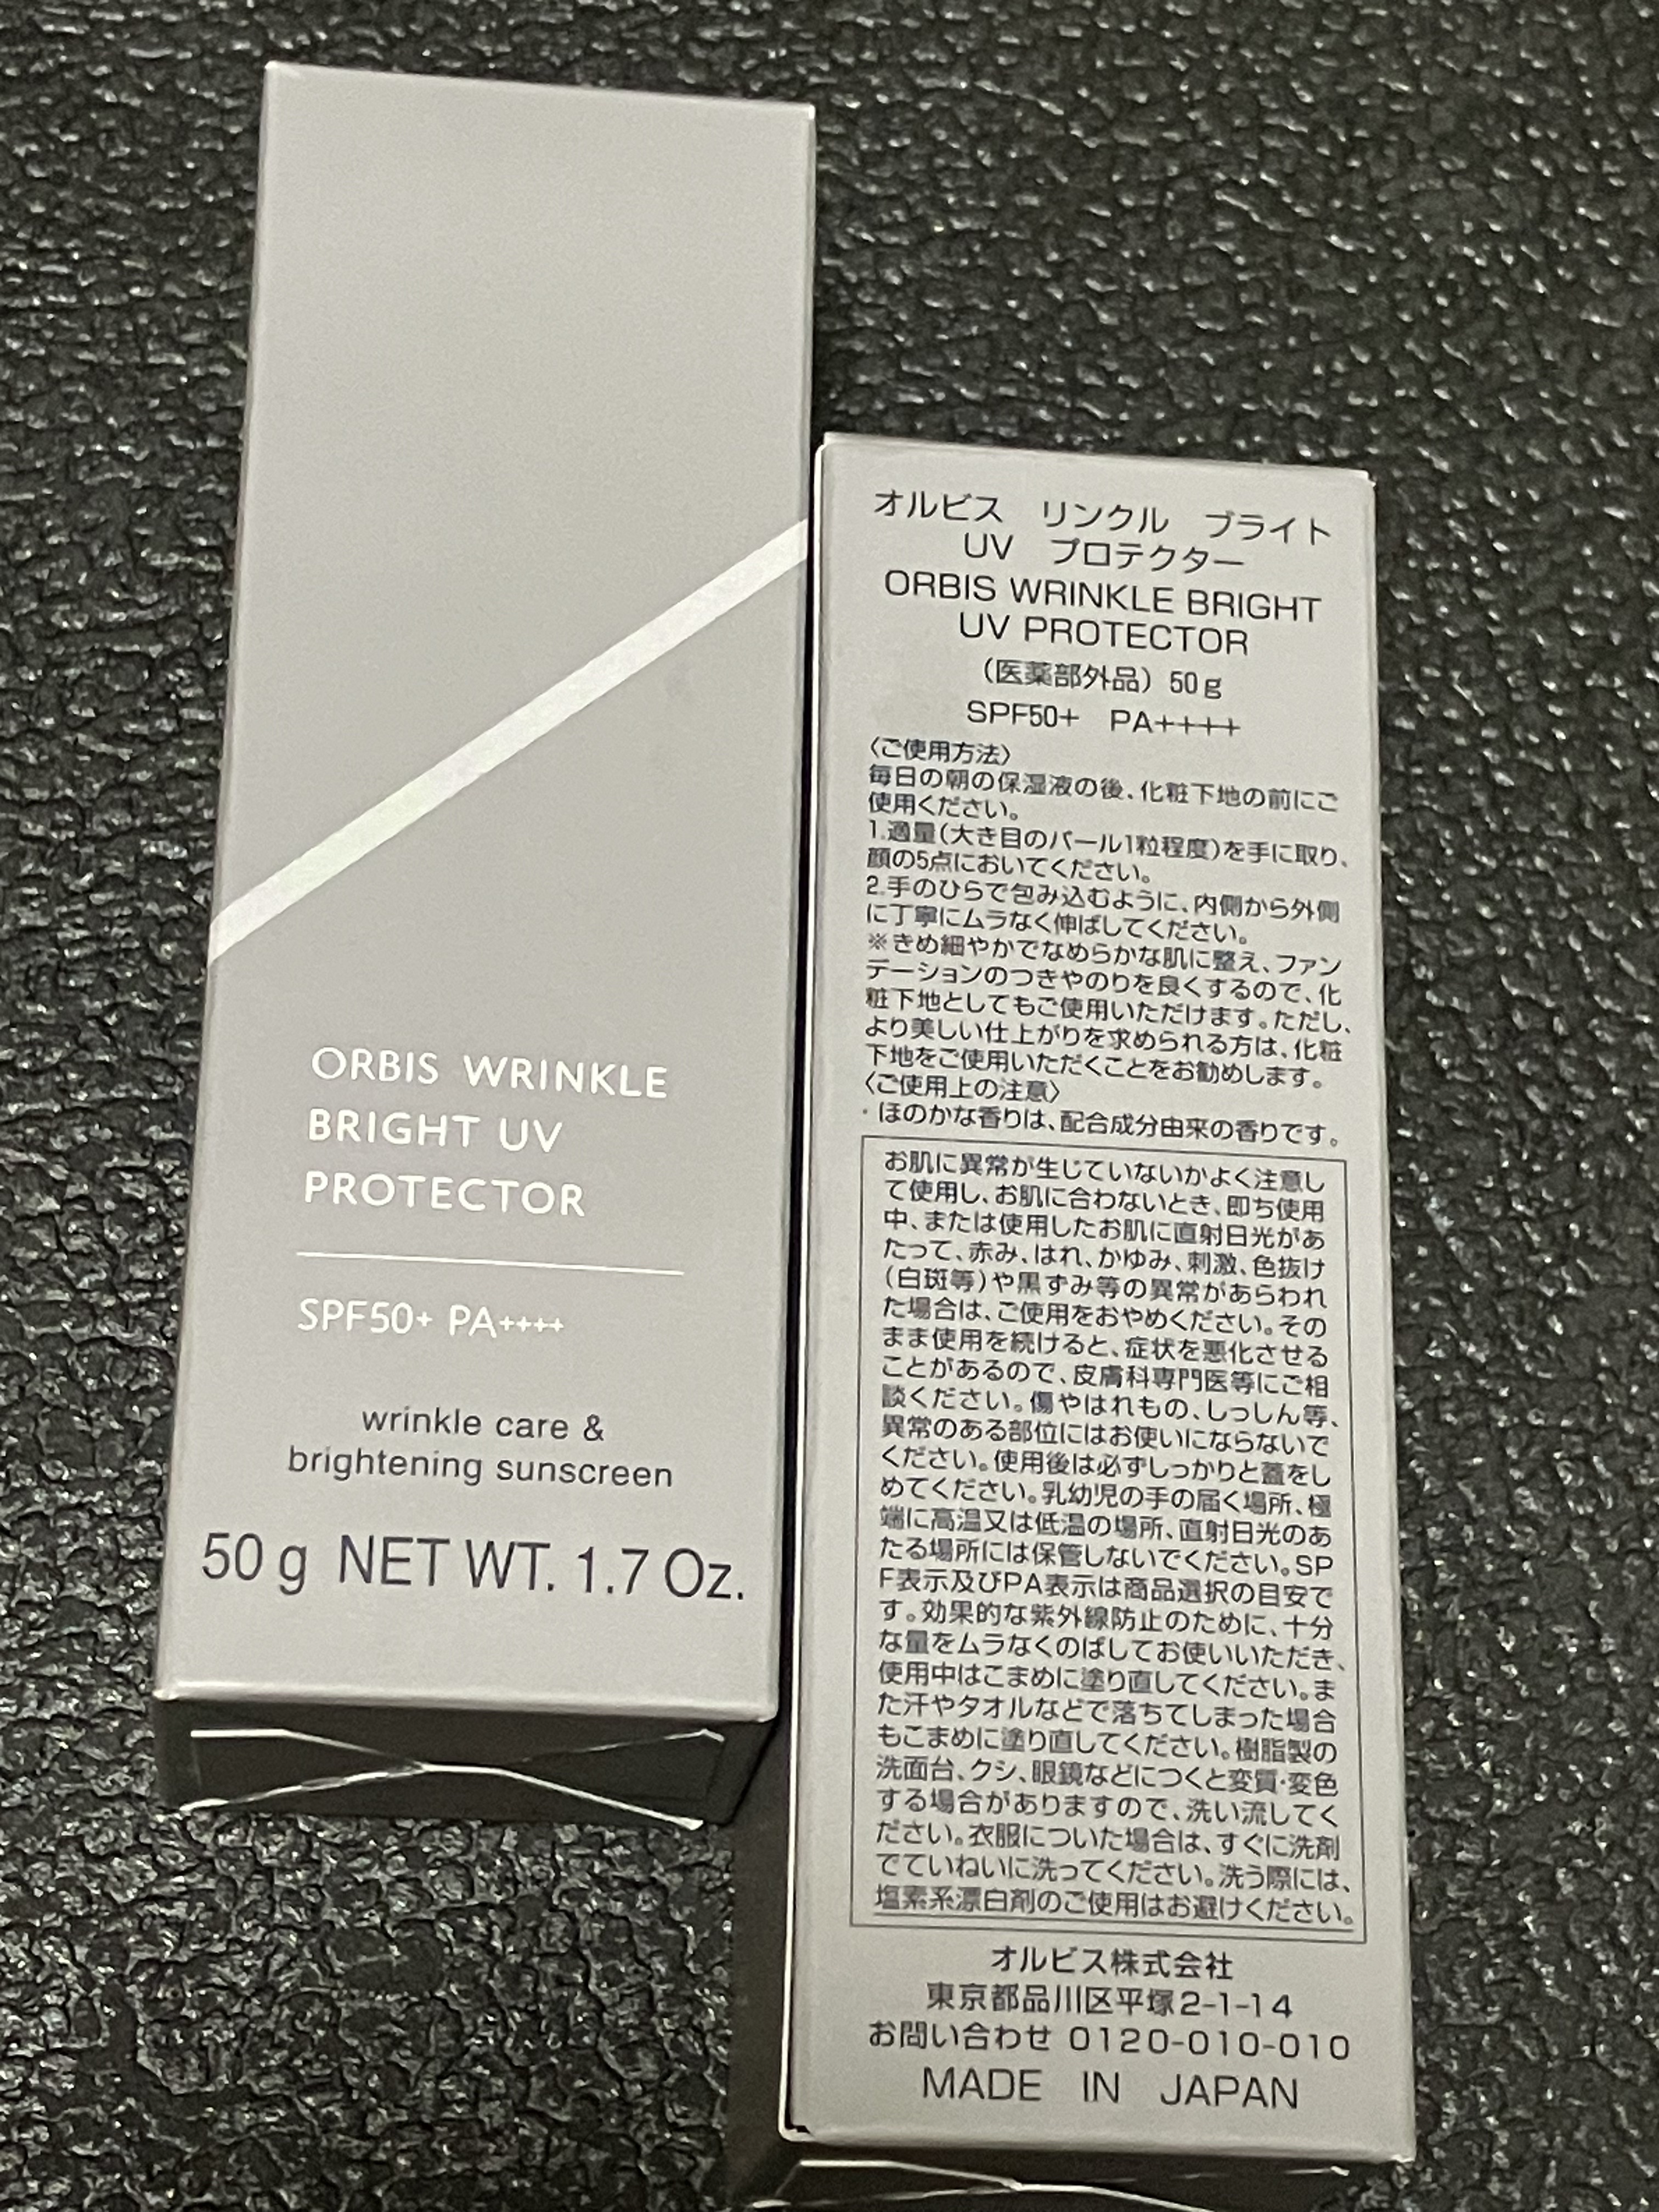 ORBIS WRINKLE
BRIGHT UV
PROTECTOR
SPF50+ PA++++
wrinkle care &
brightening sunscreen
50 g NET WT. 1.7 Oz.
オルビス リンクル ブライト
UV プロテクター
ORBIS WRINKLE BRIGHT
UV PROTECTOR
(医薬部外品) 50g
SPF50+ PA++++
〈ご使用方法〉
毎日の朝の保湿液の後、化粧下地の前にご
使用ください。
1.適量(大き目のパール1粒程度)を手に取り、
顔の5点においてください。
2.手のひらで包み込むように、内側から外側
に丁寧にムラなく伸ばしてください。
※きめ細やかでなめらかな肌に整え、ファン
デーションのつきやのりを良くするので、化
粧下地としてもご使用いただけます。ただし、
より美しい仕上がりを求められる方は、化粧
下地をご使用いただくことをお勧めします。
〈ご使用上の注意〉
・ほのかな香りは、配合成分由来の香りです。
お肌に異常が生じていないかよく注意し
て使用し、お肌に合わないとき、即ち使用
中、または使用したお肌に直射日光があ
たって、赤み、はれ、かゆみ、刺激、色抜け
(白斑等)や黒ずみ等の異常があらわれ
た場合は、ご使用をおやめください。その
まま使用を続けると、症状を悪化させる
ことがあるので、皮膚科専門医等にご相
談ください。傷やはれもの、しっしん等、
異常のある部位にはお使いにならないで
ください。使用後は必ずしっかりと蓋をし
めてください。乳幼児の手の届く場所、極
端に高温又は低温の場所、直射日光のあ
たる場所には保管しないでください。SP
F表示及びPA表示は商品選択の目安で
す。効果的な紫外線防止のために、十分
な量をムラなくのばしてお使いいただき、
使用中はこまめに塗り直してください。ま
た汗やタオルなどで落ちてしまった場合
もこまめに塗り直してください。樹脂製の
洗面台、クシ、眼鏡などにつくと変質・変色
する場合がありますので、洗い流してく
ださい。衣服についた場合は、すぐに洗剤
でていねいに洗ってください。洗う際には、
塩素系漂白剤のご使用はお避けください。
オルビス株式会社
東京都品川区平塚2-1-14
お問い合わせ 0120-010-010
MADE IN JAPAN